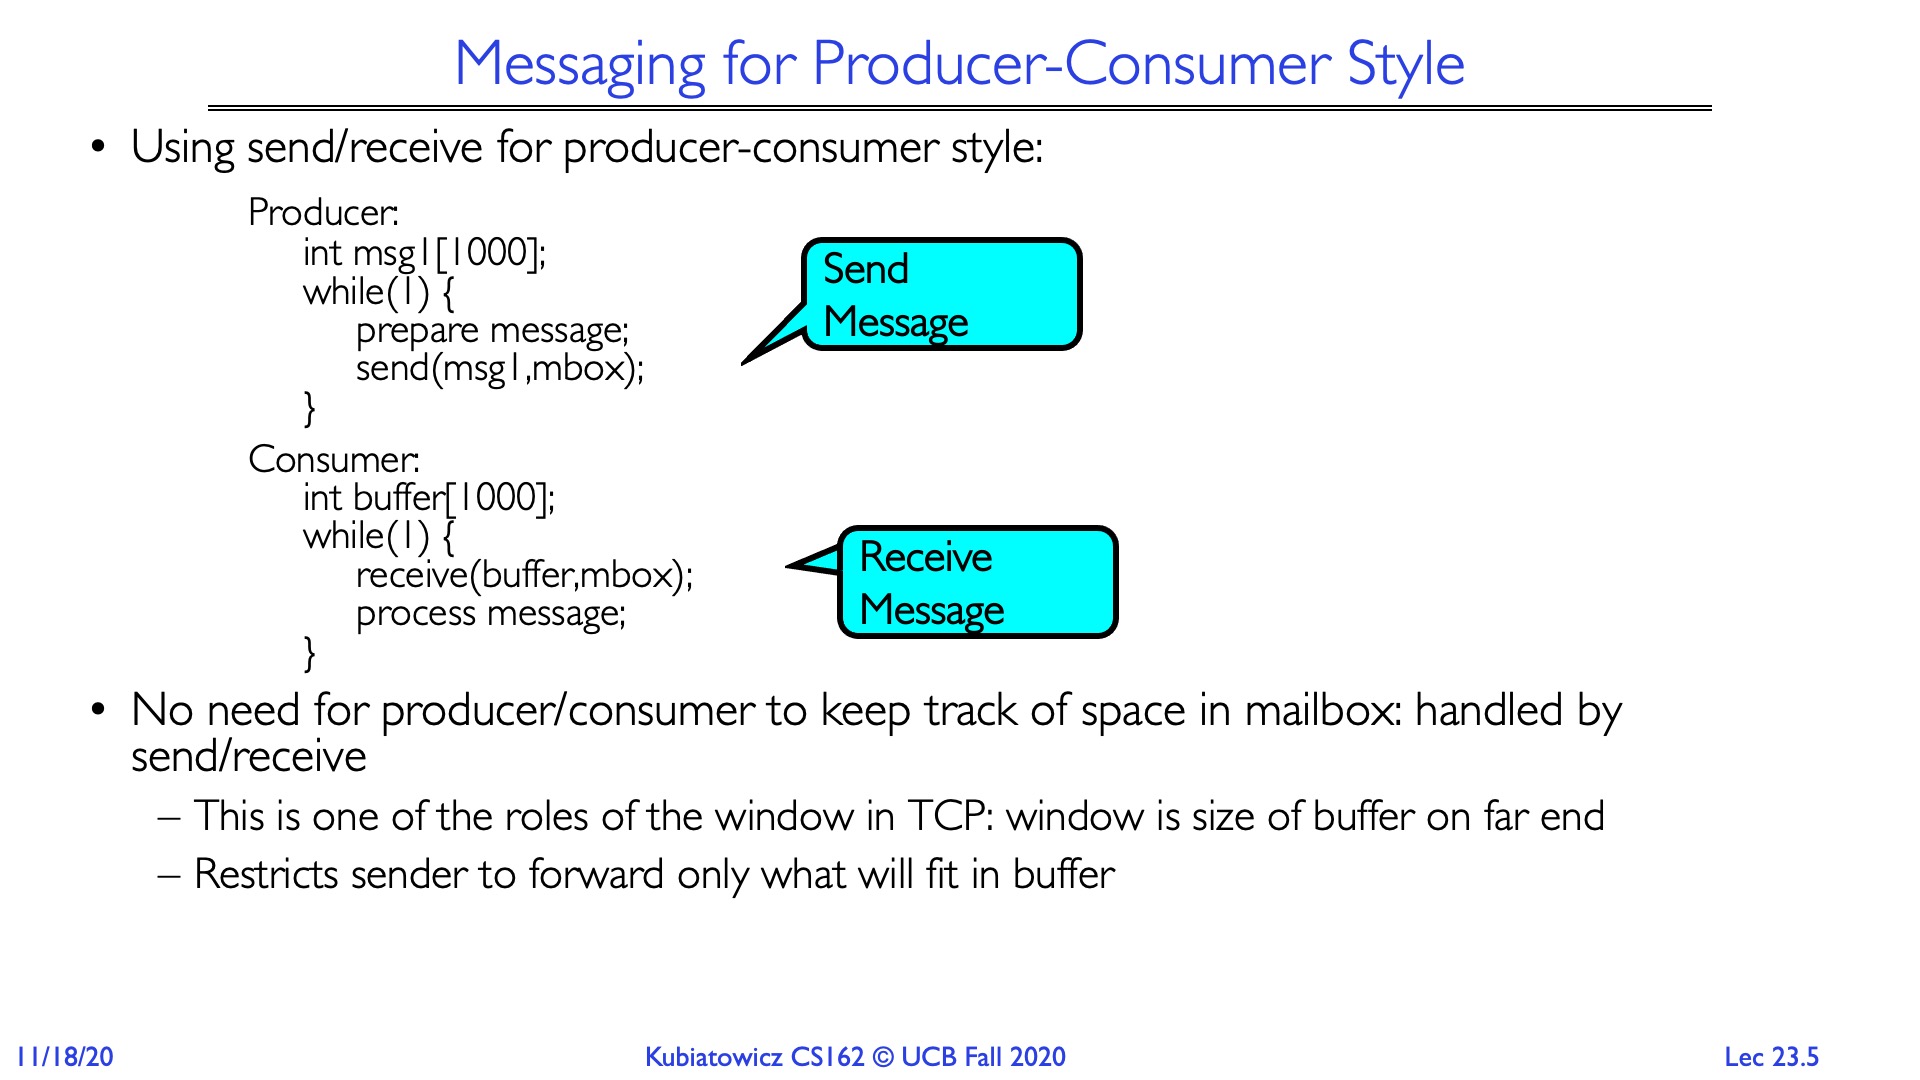 Messaging for Producer-Consumer Style
• Using send/receive for producer-consumer style:
Producer:
int msg1[1000];
while(1) {
prepare message;
send(msg1,mbox);
}
Send
Message
Consumer:
int buffer[1000];
while(1) {
receive(buffer,mbox);
process message;
}
Receive
Message
• No need for producer/consumer to keep track of space in mailbox: handled by
send/receive
– This is one of the roles of the window in TCP: window is size of buffer on far end
– Restricts sender to forward only what will fit in buffer
11/18/20
Kubiatowicz CS162 © UCB Fall 2020
Lec 23.5